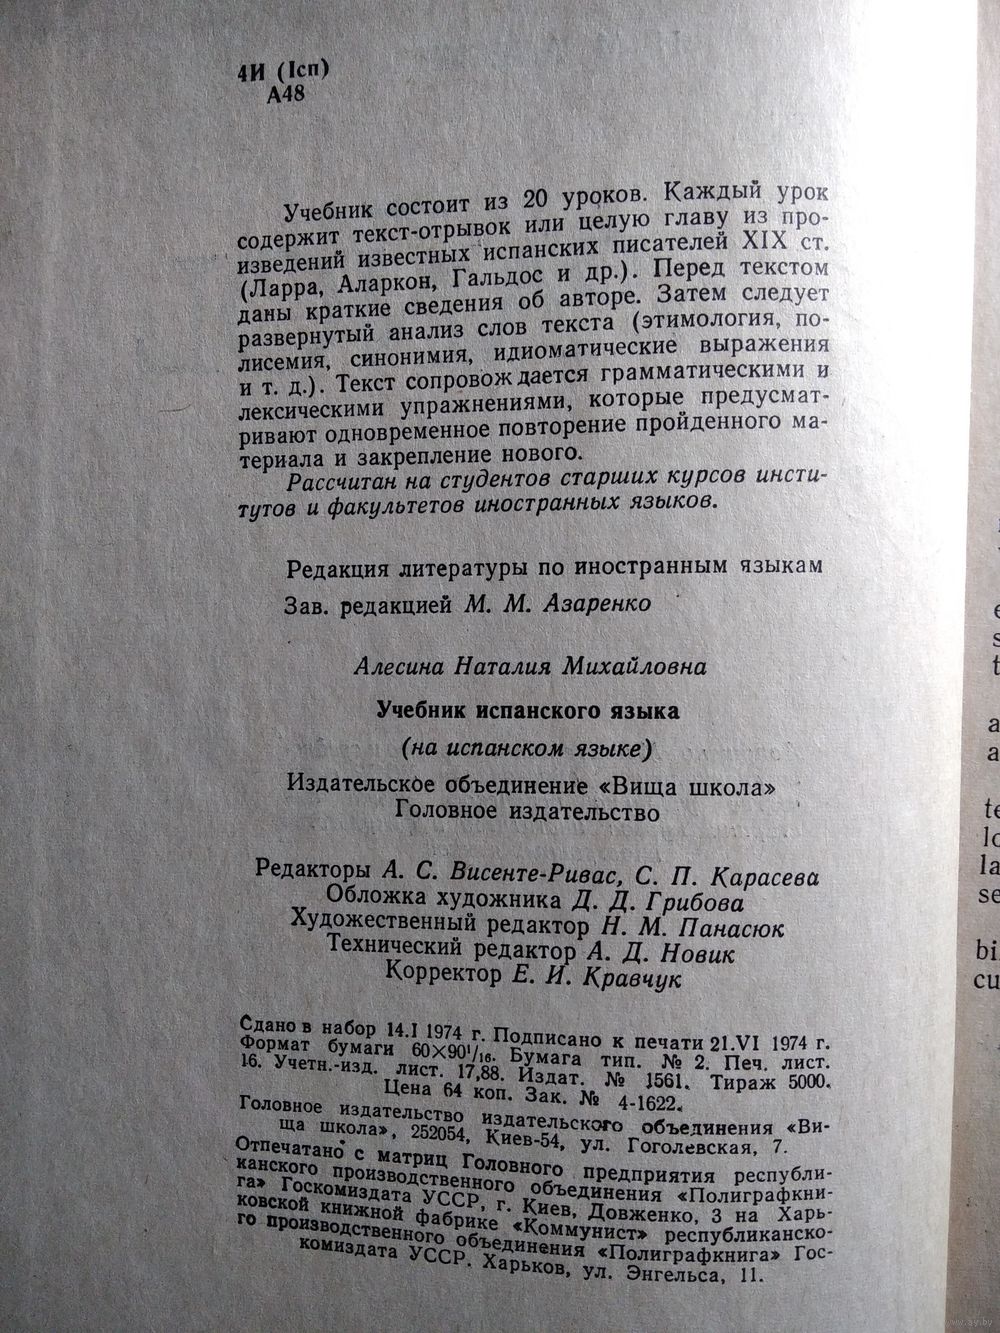 4И (Iсп)
А48
Учебник состоит из 20 уроков. Каждый урок
содержит текст-отрывок или целую главу из про-
изведений известных испанских писателей XIX ст.
(Ларра, Аларкон, Гальдос и др.). Перед текстом
даны краткие сведения об авторе. Затем следует
развернутый анализ слов текста (этимология, по-
лисемия, синонимия, идиоматические выражения
и т. д.). Текст сопровождается грамматическими и
лексическими упражнениями, которые предусмат-
ривают одновременное повторение пройденного ма-
териала и закрепление нового.
Рассчитан на студентов старших курсов инсти-
тутов и факультетов иностранных языков.
Редакция литературы по иностранным языкам
Зав. редакцией М. М. Азаренко
Алесина Наталия Михайловна
Учебник испанского языка
(на испанском языке)
Издательское объединение «Вища школа»
Головное издательство
Редакторы А. С. Висенте-Ривас, С. П. Карасева
Обложка художника Д. Д. Грибова
Художественный редактор Н. М. Панасюк
Технический редактор А. Д. Новик
Корректор Е. И. Кравчук
Сдано в набор 14.I 1974 г. Подписано к печати 21.VI 1974 г.
Формат бумаги 60×90¹/₁₆. Бумага тип. № 2. Печ. лист.
16. Учетн.-изд. лист. 17,88. Издат. № 1561. Тираж 5000.
Цена 64 коп. Зак. № 4-1622.
Головное издательство издательского объединения «Ви-
ща школа», 252054, Киев-54, ул. Гоголевская, 7.
Отпечатано с матриц Головного предприятия республи-
канского производственного объединения «Полиграфкни-
га» Госкомиздата УССР, г. Киев, Довженко, 3 на Харь-
ковской книжной фабрике «Коммунист» республиканско-
го производственного объединения «Полиграфкнига» Гос-
комиздата УССР. Харьков, ул. Энгельса, 11.
www.ay.by